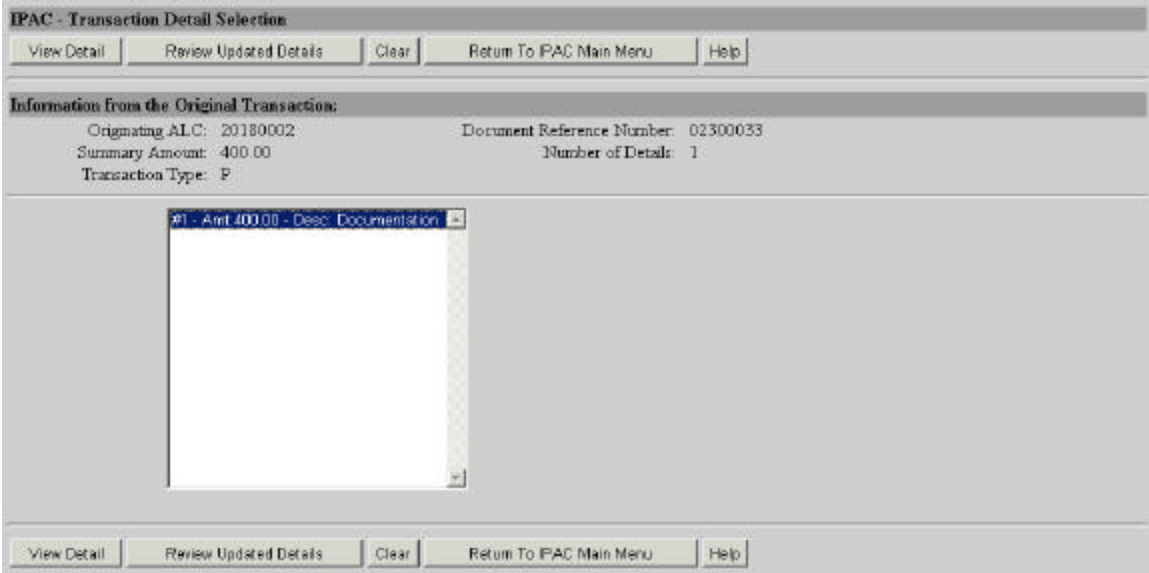 IPAC - Transaction Detail Selection
View Detail Review Updated Details Clear Return To IPAC Main Menu Help
Information from the Original Transaction:
Originating ALC: 20180002 Document Reference Number: 02300033
Summary Amount: 400.00 Number of Details: 1
Transaction Type: P
#1 - Amt:400.00 - Desc: Documentation
View Detail Review Updated Details Clear Return To IPAC Main Menu Help